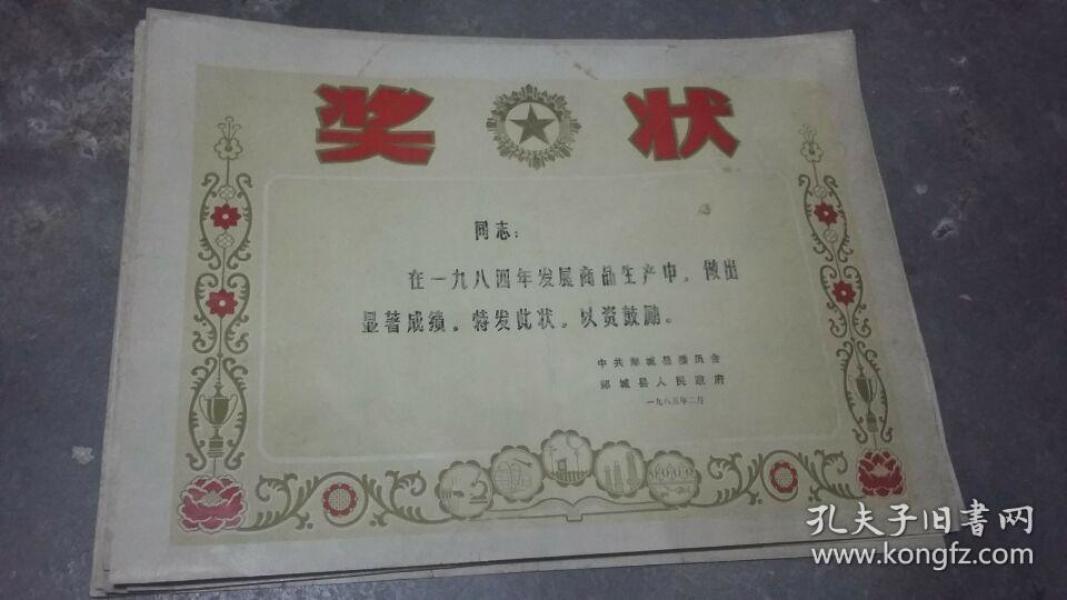 奖状
同志：
在一九八四年发展商品生产中，做出
显著成绩。特发此状，以资鼓励。
中共郯城县委员会
郯城县人民政府
一九八五年二月
孔夫子旧書网
www.kongfz.com